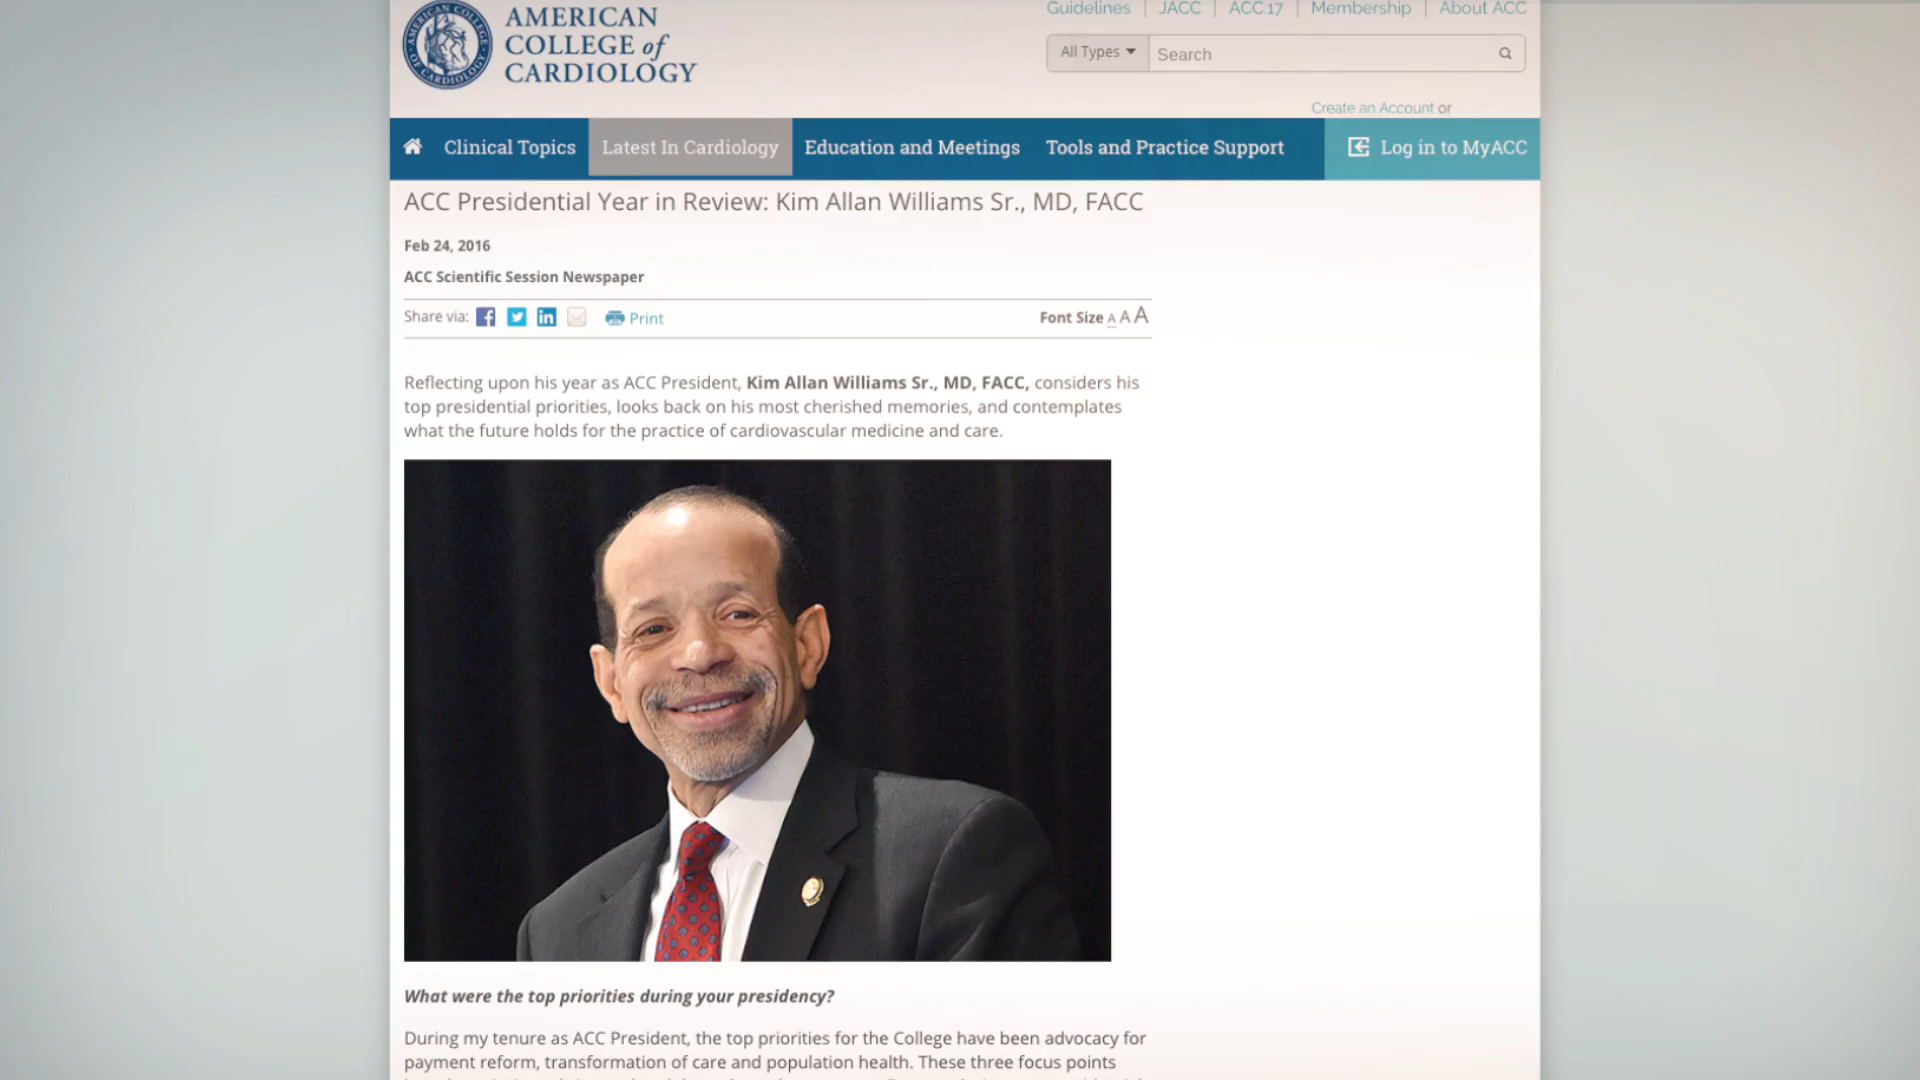 AMERICAN
COLLEGE of
CARDIOLOGY
Guidelines | JACC | ACC.17 | Membership | About ACC
All Types Search
Create an Account or
Clinical Topics Latest In Cardiology Education and Meetings Tools and Practice Support Log in to MyACC
ACC Presidential Year in Review: Kim Allan Williams Sr., MD, FACC
Feb 24, 2016
ACC Scientific Session Newspaper
Share via: Print Font Size A A A
Reflecting upon his year as ACC President, Kim Allan Williams Sr., MD, FACC, considers his
top presidential priorities, looks back on his most cherished memories, and contemplates
what the future holds for the practice of cardiovascular medicine and care.
What were the top priorities during your presidency?
During my tenure as ACC President, the top priorities for the College have been advocacy for
payment reform, transformation of care and population health. These three focus points